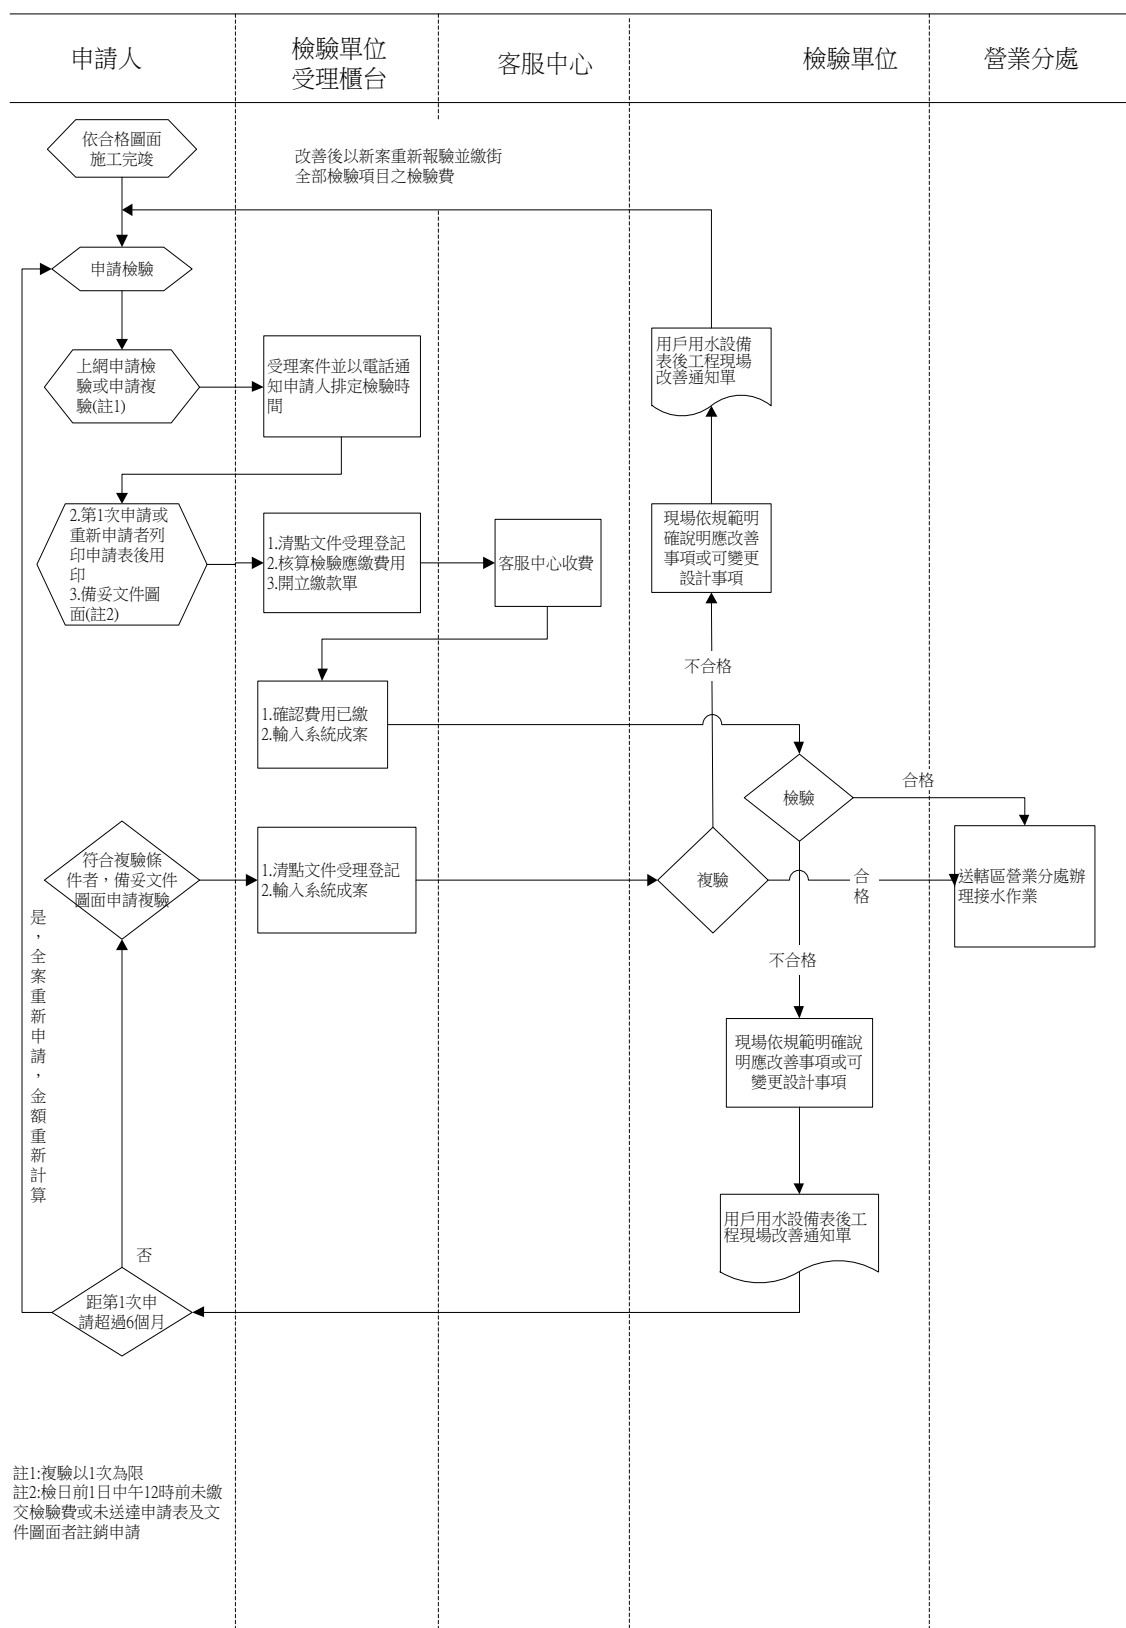 申請人
檢驗單位
受理櫃台
客服中心
檢驗單位
營業分處
依合格圖面
施工完竣
改善後以新案重新報驗並繳銜
全部檢驗項目之檢驗費
申請檢驗
上網申請檢
驗或申請複
驗(註1)
受理案件並以電話通
知申請人排定檢驗時
間
用戶用水設備
表後工程現場
改善通知單
2.第1次申請或
重新申請者列
印申請表後用
印
3.備妥文件圖
面(註2)
1.清點文件受理登記
2.核算檢驗應繳費用
3.開立繳款單
客服中心收費
現場依規範明
確說明應改善
事項或可變更
設計事項
不合格
1.確認費用已繳
2.輸入系統成案
檢驗
合格
符合複驗條
件者，備妥文件
圖面申請複驗
1.清點文件受理登記
2.輸入系統成案
複驗
合格
送轄區營業分處辦
理接水作業
是，全案重新申請，金額重新計算
不合格
現場依規範明確說
明應改善事項或可
變更設計事項
用戶用水設備表後工
程現場改善通知單
否
距第1次申
請超過6個月
註1:複驗以1次為限
註2:檢日前1日中午12時前未繳
交檢驗費或未送達申請表及文
件圖面者註銷申請